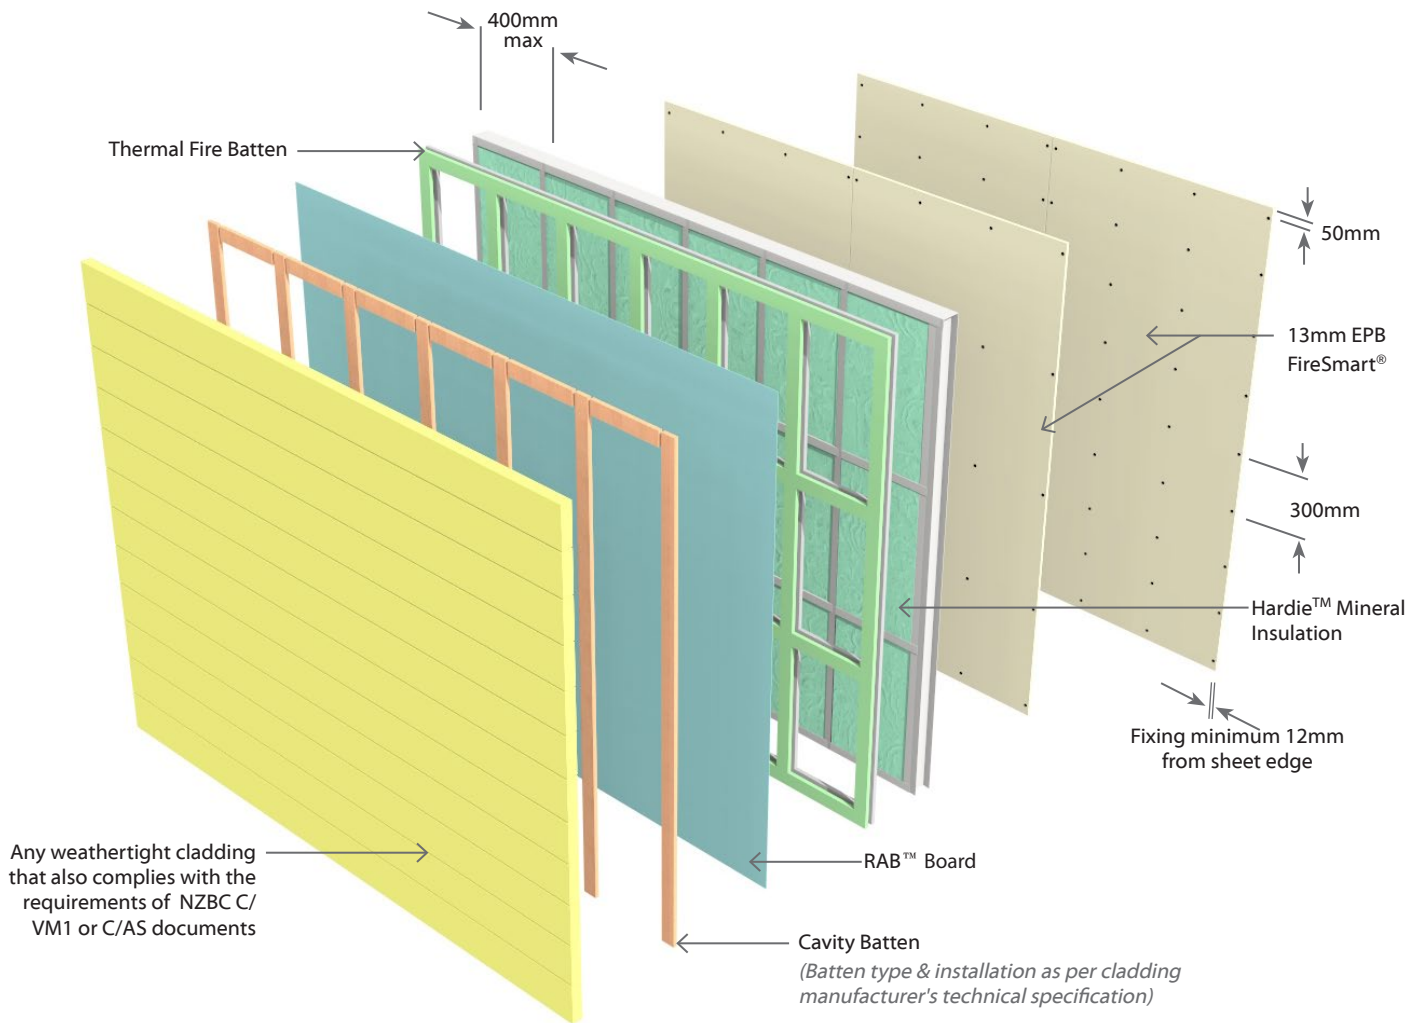 400mm
max
Thermal Fire Batten
50mm
13mm EPB
FireSmart®
300mm
Hardie™ Mineral
Insulation
Fixing minimum 12mm
from sheet edge
Any weathertight cladding
that also complies with the
requirements of NZBC C/
VM1 or C/AS documents
RAB™ Board
Cavity Batten
(Batten type & installation as per cladding
manufacturer's technical specification)